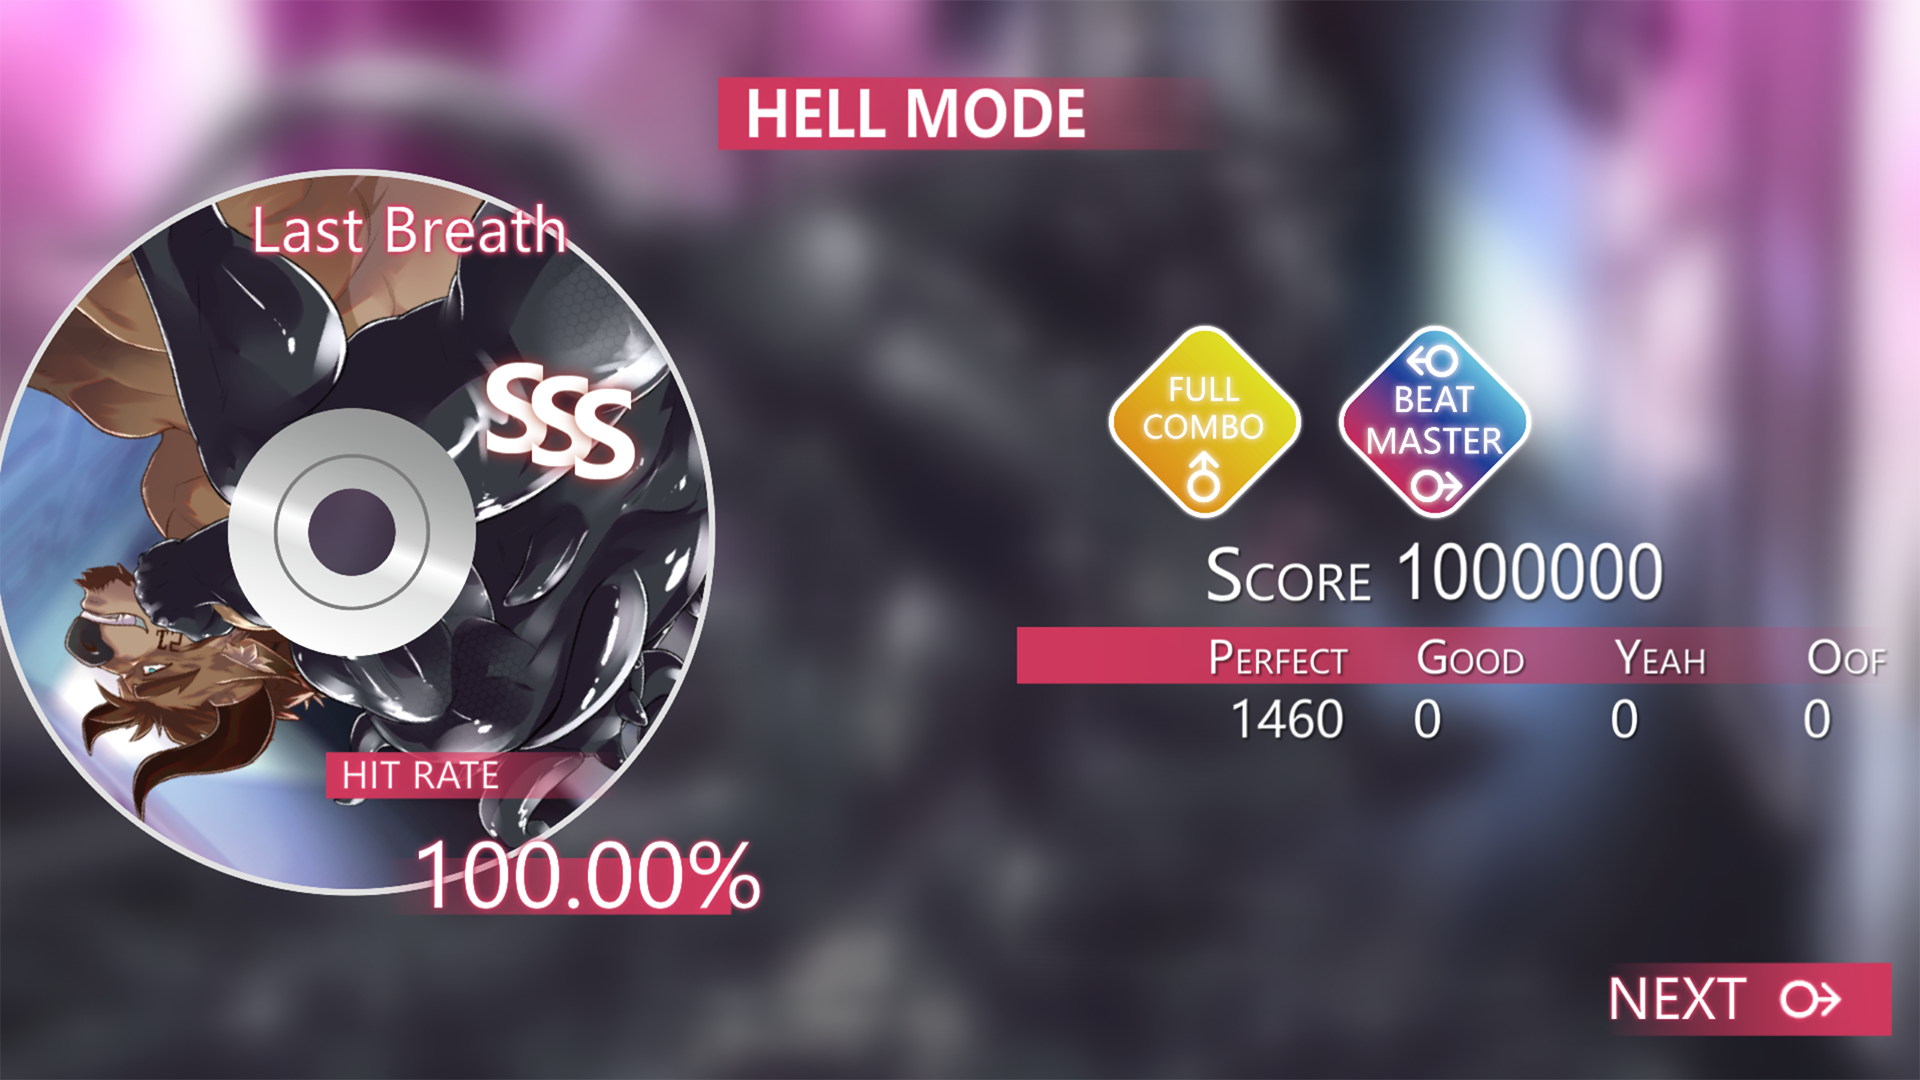 HELL MODE
Last Breath
SSS
FULL
COMBO
BEAT
MASTER
SCORE 1000000
PERFECT GOOD YEAH OOF
1460 0 0 0
HIT RATE
100.00%
NEXT